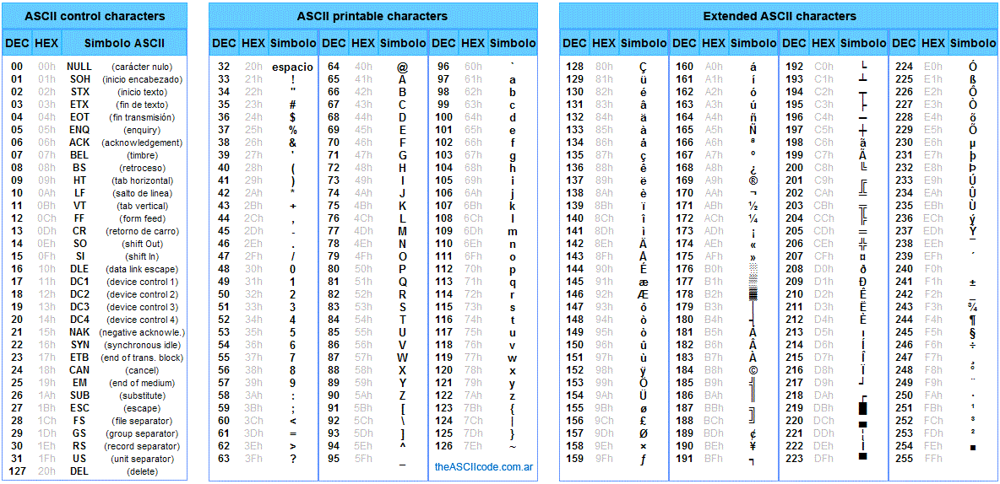 ASCII control characters
DEC HEX Simbolo ASCII
00 00h NULL (carácter nulo)
01 01h SOH (inicio encabezado)
02 02h STX (inicio texto)
03 03h ETX (fin de texto)
04 04h EOT (fin transmisión)
05 05h ENQ (enquiry)
06 06h ACK (acknowledgement)
07 07h BEL (timbre)
08 08h BS (retroceso)
09 09h HT (tab horizontal)
10 0Ah LF (salto de linea)
11 0Bh VT (tab vertical)
12 0Ch FF (form feed)
13 0Dh CR (retorno de carro)
14 0Eh SO (shift Out)
15 0Fh SI (shift In)
16 10h DLE (data link escape)
17 11h DC1 (device control 1)
18 12h DC2 (device control 2)
19 13h DC3 (device control 3)
20 14h DC4 (device control 4)
21 15h NAK (negative acknowle.)
22 16h SYN (synchronous idle)
23 17h ETB (end of trans. block)
24 18h CAN (cancel)
25 19h EM (end of medium)
26 1Ah SUB (substitute)
27 1Bh ESC (escape)
28 1Ch FS (file separator)
29 1Dh GS (group separator)
30 1Eh RS (record separator)
31 1Fh US (unit separator)
127 20h DEL (delete)
ASCII printable characters
DEC HEX Simbolo DEC HEX Simbolo DEC HEX Simbolo
32 20h espacio 64 40h @ 96 60h `
33 21h ! 65 41h A 97 61h a
34 22h " 66 42h B 98 62h b
35 23h # 67 43h C 99 63h c
36 24h $ 68 44h D 100 64h d
37 25h % 69 45h E 101 65h e
38 26h & 70 46h F 102 66h f
39 27h ' 71 47h G 103 67h g
40 28h ( 72 48h H 104 68h h
41 29h ) 73 49h I 105 69h i
42 2Ah * 74 4Ah J 106 6Ah j
43 2Bh + 75 4Bh K 107 6Bh k
44 2Ch , 76 4Ch L 108 6Ch l
45 2Dh - 77 4Dh M 109 6Dh m
46 2Eh . 78 4Eh N 110 6Eh n
47 2Fh / 79 4Fh O 111 6Fh o
48 30h 0 80 50h P 112 70h p
49 31h 1 81 51h Q 113 71h q
50 32h 2 82 52h R 114 72h r
51 33h 3 83 53h S 115 73h s
52 34h 4 84 54h T 116 74h t
53 35h 5 85 55h U 117 75h u
54 36h 6 86 56h V 118 76h v
55 37h 7 87 57h W 119 77h w
56 38h 8 88 58h X 120 78h x
57 39h 9 89 59h Y 121 79h y
58 3Ah : 90 5Ah Z 122 7Ah z
59 3Bh ; 91 5Bh [ 123 7Bh {
60 3Ch < 92 5Ch \ 124 7Ch |
61 3Dh = 93 5Dh ] 125 7Dh }
62 3Eh > 94 5Eh ^ 126 7Eh ~
63 3Fh ? 95 5Fh _ theASCIIcode.com.ar
Extended ASCII characters
DEC HEX Simbolo DEC HEX Simbolo DEC HEX Simbolo DEC HEX Simbolo
128 80h Ç 160 A0h á 192 C0h └ 224 E0h Ó
129 81h ü 161 A1h í 193 C1h ┴ 225 E1h ß
130 82h é 162 A2h ó 194 C2h ┬ 226 E2h Ô
131 83h â 163 A3h ú 195 C3h ├ 227 E3h Ò
132 84h ä 164 A4h ñ 196 C4h ─ 228 E4h õ
133 85h à 165 A5h Ñ 197 C5h ┼ 229 E5h Õ
134 86h å 166 A6h ª 198 C6h ã 230 E6h µ
135 87h ç 167 A7h º 199 C7h Ã 231 E7h þ
136 88h ê 168 A8h ¿ 200 C8h ╚ 232 E8h Þ
137 89h ë 169 A9h ® 201 C9h ╔ 233 E9h Ú
138 8Ah è 170 AAh ¬ 202 CAh ╩ 234 EAh Û
139 8Bh ï 171 ABh ½ 203 CBh ╦ 235 EBh Ù
140 8Ch î 172 ACh ¼ 204 CCh ╠ 236 ECh ý
141 8Dh ì 173 ADh ¡ 205 CDh ═ 237 EDh Ý
142 8Eh Ä 174 AEh « 206 CEh ╬ 238 EEh ¯
143 8Fh Å 175 AFh » 207 CFh ¤ 239 EFh ´
144 90h É 176 B0h ░ 208 D0h ð 240 F0h
145 91h æ 177 B1h ▒ 209 D1h Ð 241 F1h ±
146 92h Æ 178 B2h ▓ 210 D2h Ê 242 F2h ‗
147 93h ô 179 B3h │ 211 D3h Ë 243 F3h ¾
148 94h ö 180 B4h ┤ 212 D4h È 244 F4h ¶
149 95h ò 181 B5h Á 213 D5h ı 245 F5h §
150 96h û 182 B6h Â 214 D6h Í 246 F6h ÷
151 97h ù 183 B7h À 215 D7h Î 247 F7h ¸
152 98h ÿ 184 B8h © 216 D8h Ï 248 F8h °
153 99h Ö 185 B9h ╣ 217 D9h ┘ 249 F9h ¨
154 9Ah Ü 186 BAh ║ 218 DAh ┌ 250 FAh ·
155 9Bh ø 187 BBh ╗ 219 DBh █ 251 FBh ¹
156 9Ch £ 188 BCh ╝ 220 DCh ▄ 252 FCh ³
157 9Dh Ø 189 BDh ¢ 221 DDh ¦ 253 FDh ²
158 9Eh × 190 BEh ¥ 222 DEh Ì 254 FEh ■
159 9Fh ƒ 191 BFh ┐ 223 DFh ▀ 255 FFh